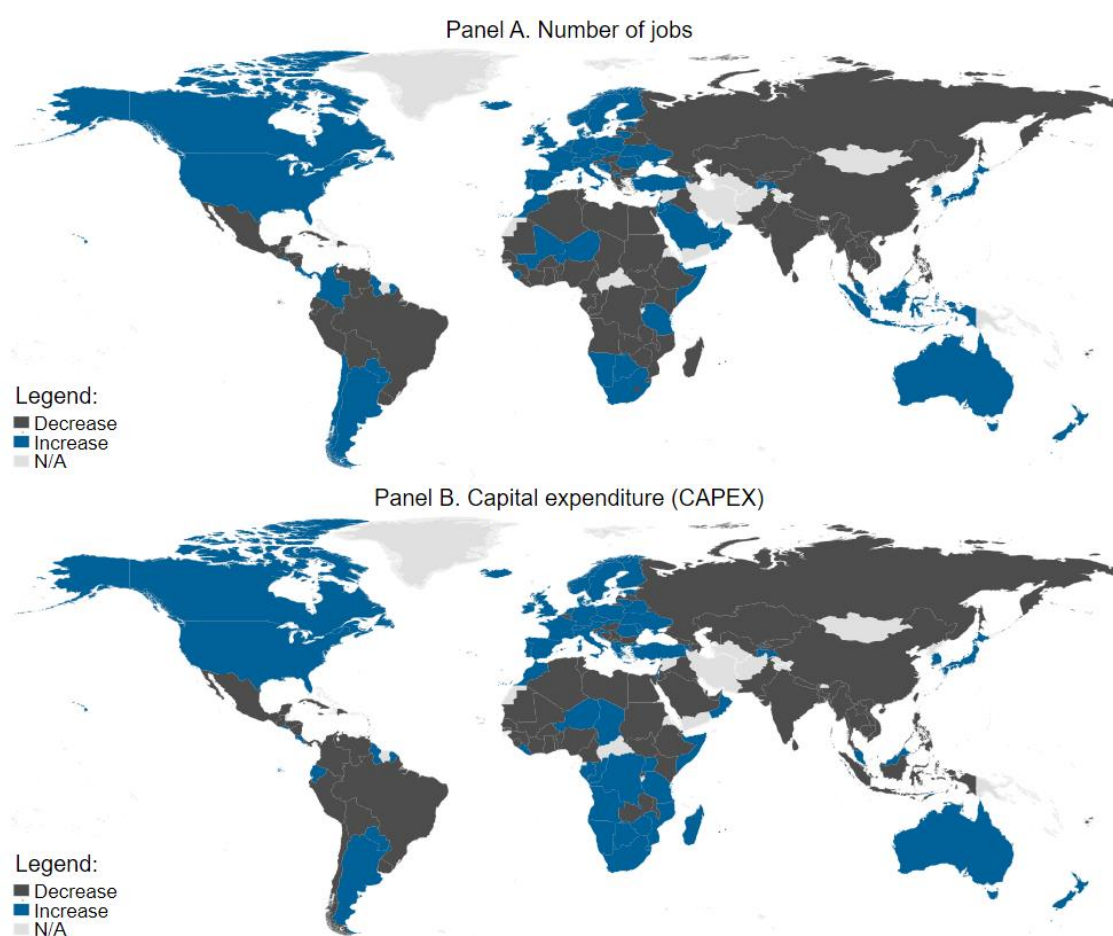 Panel A. Number of jobs
Legend:
Decrease
Increase
N/A
Panel B. Capital expenditure (CAPEX)
Legend:
Decrease
Increase
N/A